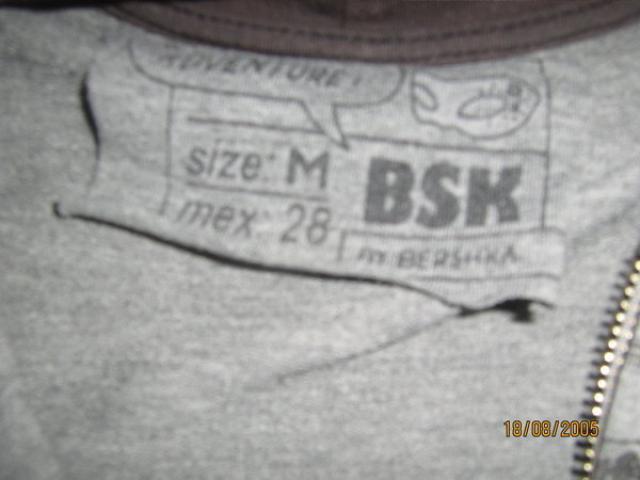 ADVENTURE!
size: M
BSK
mex: 28
BERSHKA
18/08/2005